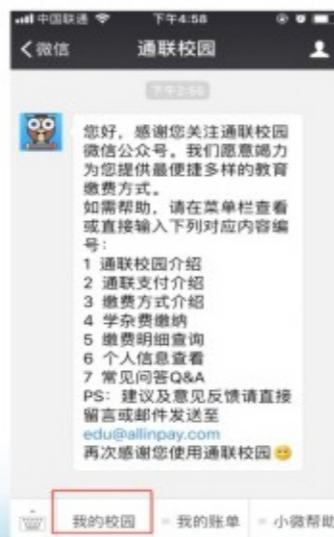 中国联通 下午4:58
微信 通联校园
下午2:56
您好，感谢您关注通联校园
微信公众号。我们愿意竭力
为您提供最便捷多样的教育
缴费方式。
如需帮助，请在菜单栏查看
或直接输入下列对应内容编
号：
1 通联校园介绍
2 通联支付介绍
3 缴费方式介绍
4 学杂费缴纳
5 缴费明细查询
6 个人信息查看
7 常见问答Q&A
PS：建议及意见反馈请直接
留言或邮件发送至
edu@allinpay.com
再次感谢您使用通联校园
我的校园 我的账单 小微帮助